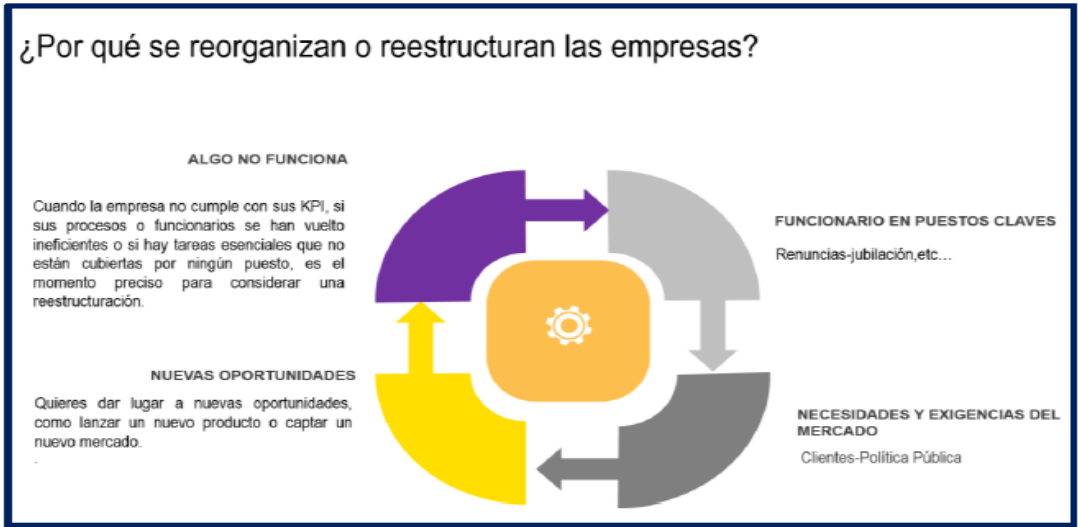 ¿Por qué se reorganizan o reestructuran las empresas?
ALGO NO FUNCIONA
Cuando la empresa no cumple con sus KPI, si
sus procesos o funcionarios se han vuelto
ineficientes o si hay tareas esenciales que no
están cubiertas por ningún puesto, es el
momento preciso para considerar una
reestructuración.
FUNCIONARIO EN PUESTOS CLAVES
Renuncias-jubilación,etc...
NUEVAS OPORTUNIDADES
Quieres dar lugar a nuevas oportunidades,
como lanzar un nuevo producto o captar un
nuevo mercado.
.
NECESIDADES Y EXIGENCIAS DEL
MERCADO
Clientes-Política Pública